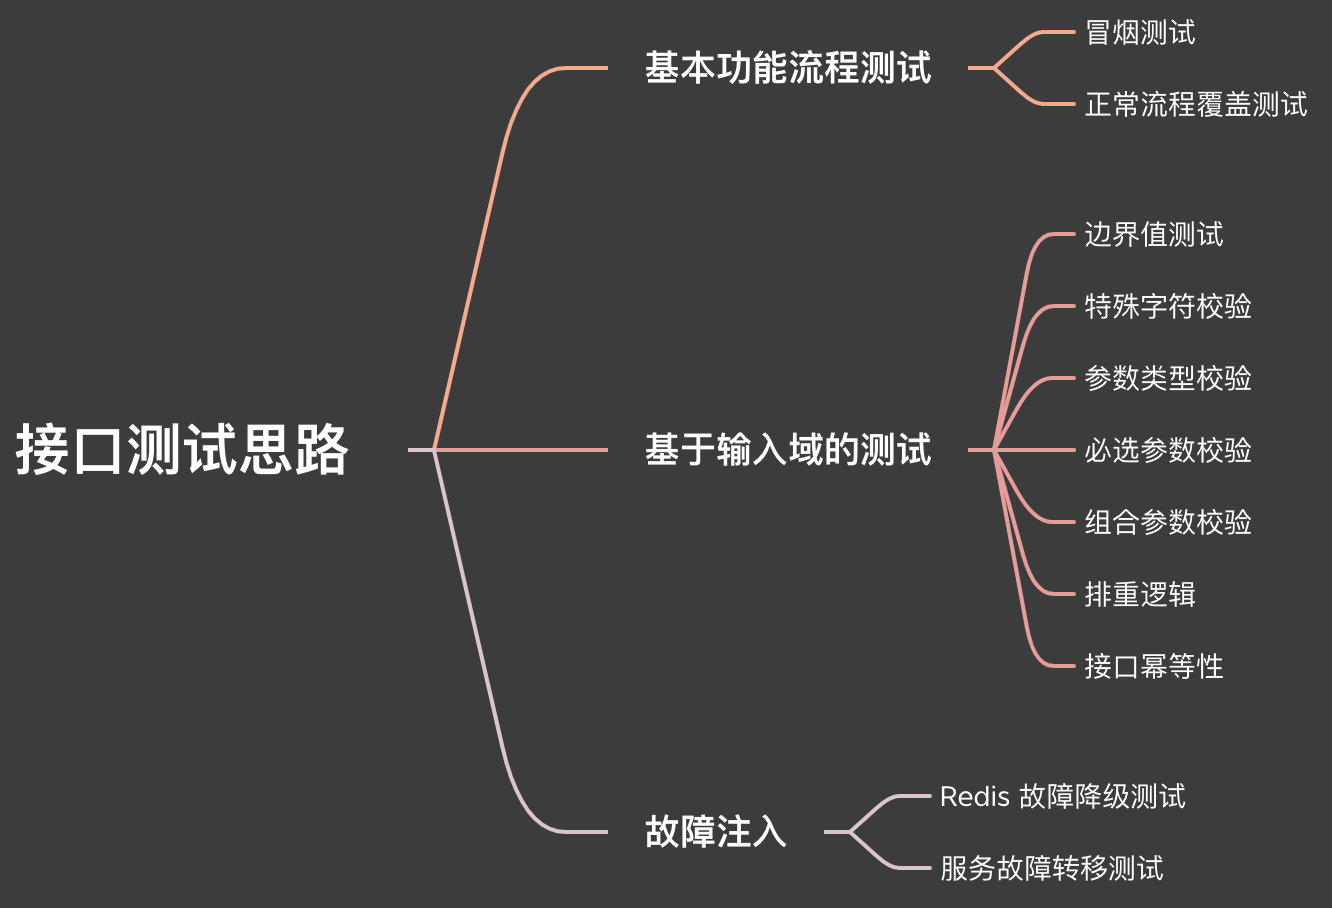 接口测试思路
基本功能流程测试
冒烟测试
正常流程覆盖测试
基于输入域的测试
边界值测试
特殊字符校验
参数类型校验
必选参数校验
组合参数校验
排重逻辑
接口幂等性
故障注入
Redis 故障降级测试
服务故障转移测试